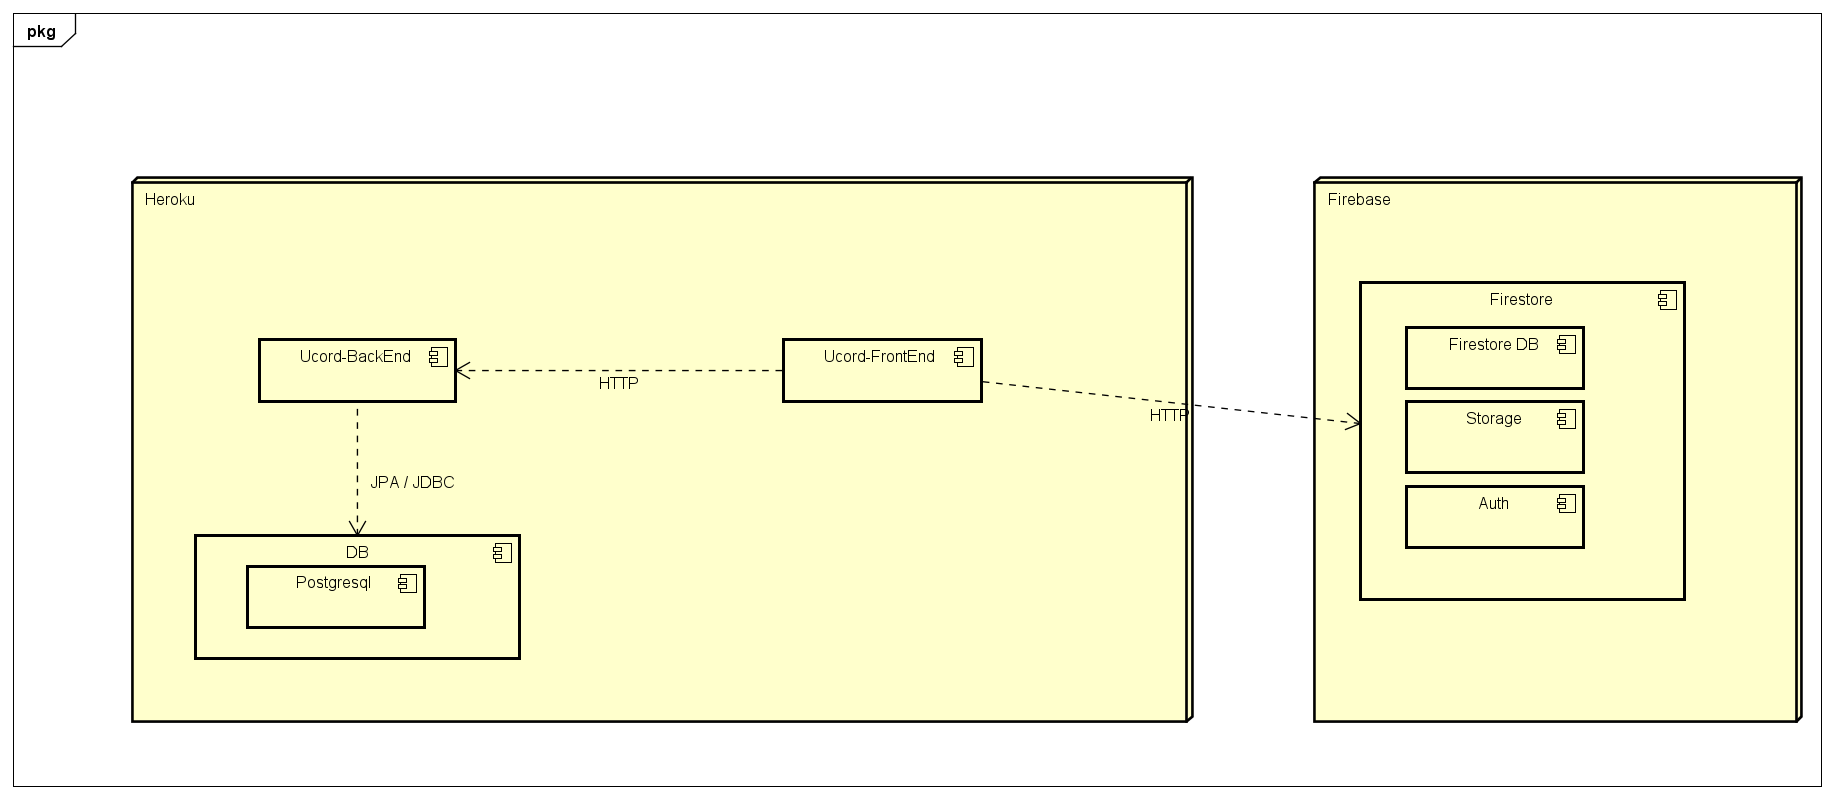 pkg
Heroku
Ucord-BackEnd
HTTP
Ucord-FrontEnd
HTTP
JPA / JDBC
DB
Postgresql
Firebase
Firestore
Firestore DB
Storage
Auth